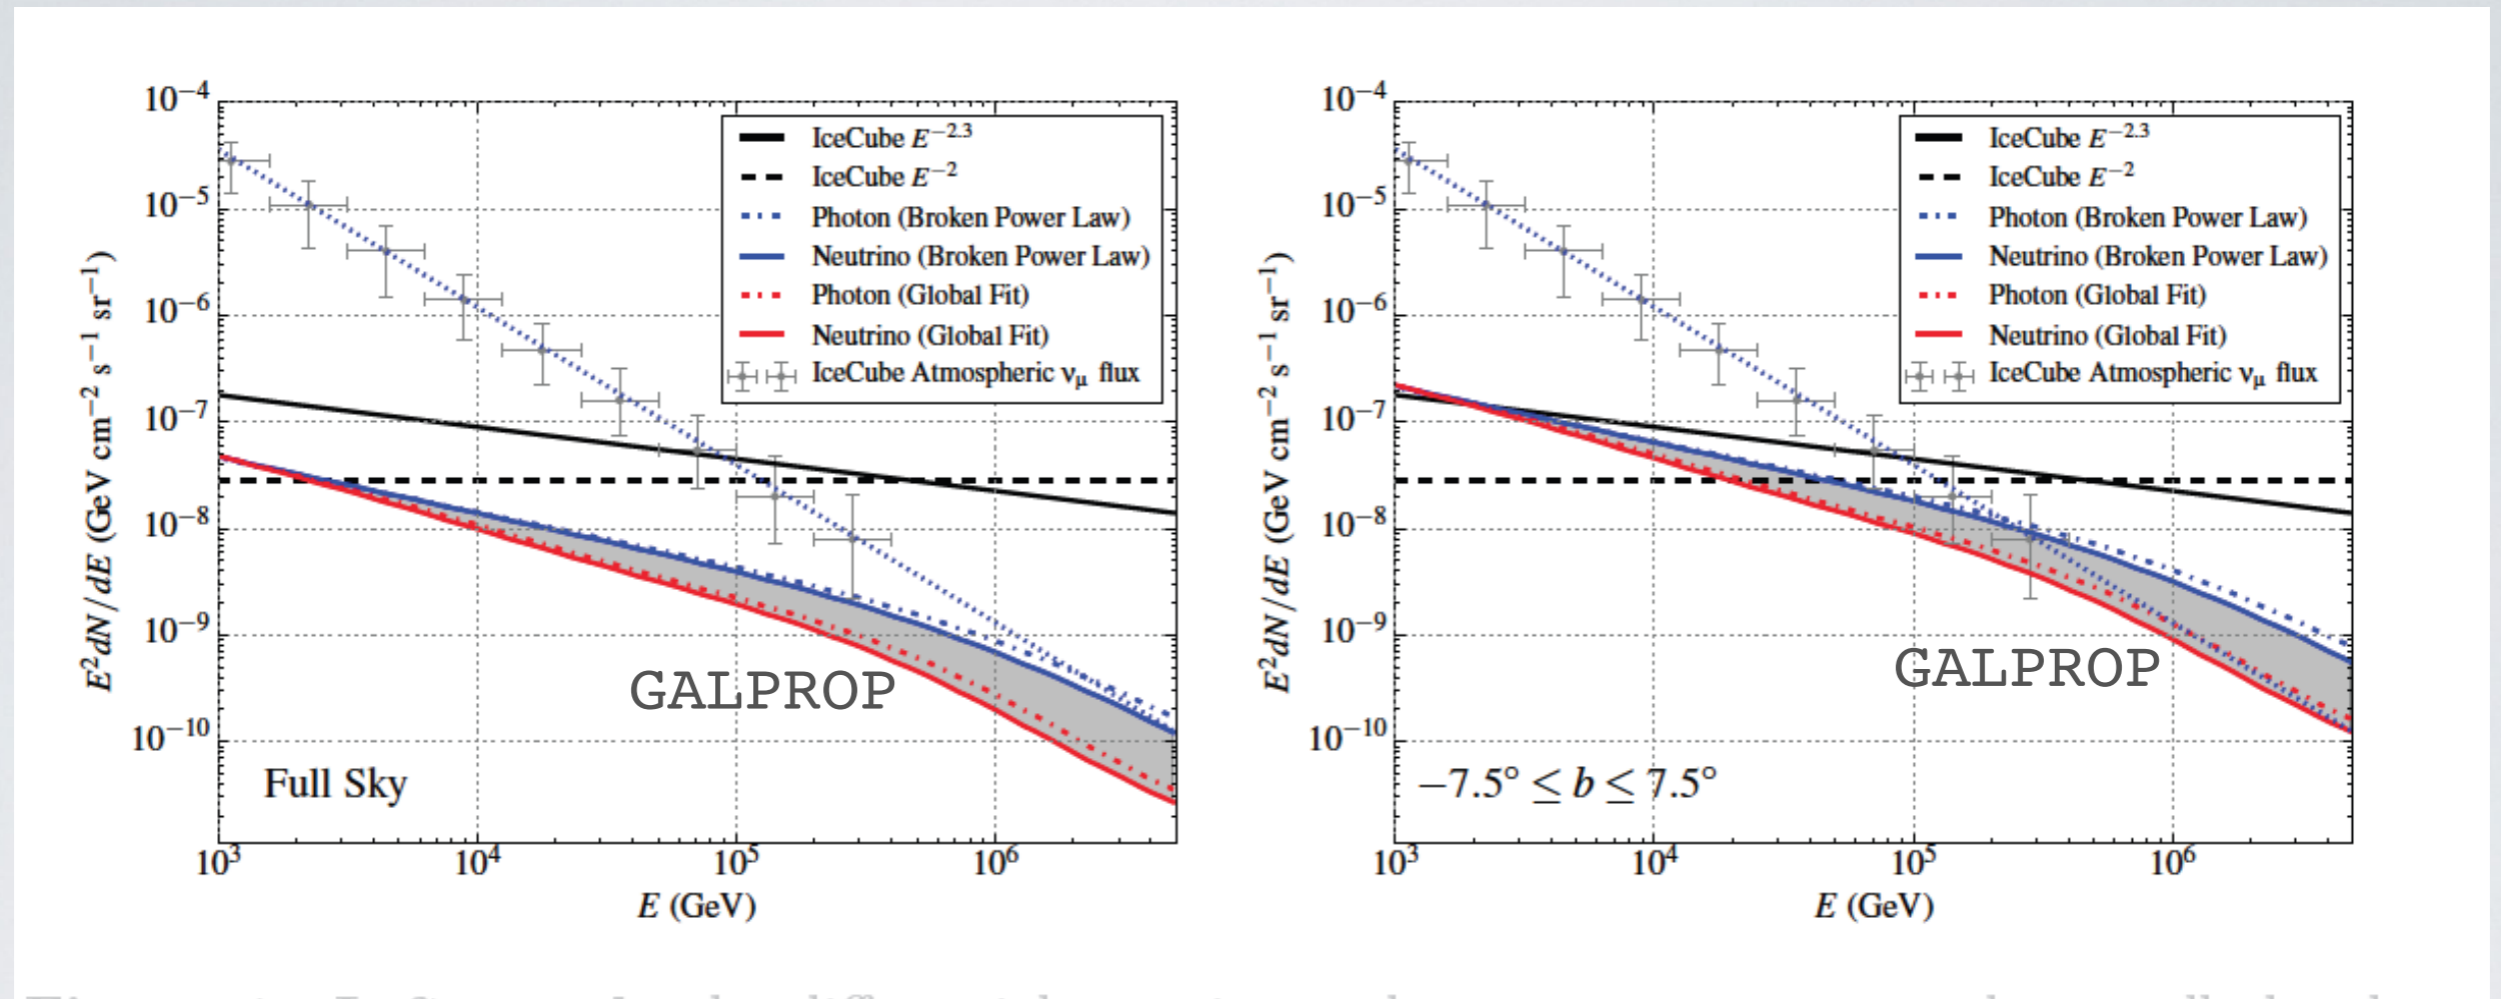 10^−4
10^−5
10^−6
10^−7
10^−8
10^−9
10^−10
E^2dN/dE (GeV cm^−2 s^−1 sr^−1)
IceCube E^−2.3
IceCube E^−2
Photon (Broken Power Law)
Neutrino (Broken Power Law)
Photon (Global Fit)
Neutrino (Global Fit)
IceCube Atmospheric ν_μ flux
GALPROP
Full Sky
10^3 10^4 10^5 10^6
E (GeV)
10^−4
10^−5
10^−6
10^−7
10^−8
10^−9
10^−10
E^2dN/dE (GeV cm^−2 s^−1 sr^−1)
IceCube E^−2.3
IceCube E^−2
Photon (Broken Power Law)
Neutrino (Broken Power Law)
Photon (Global Fit)
Neutrino (Global Fit)
IceCube Atmospheric ν_μ flux
GALPROP
−7.5° ≤ b ≤ 7.5°
10^3 10^4 10^5 10^6
E (GeV)